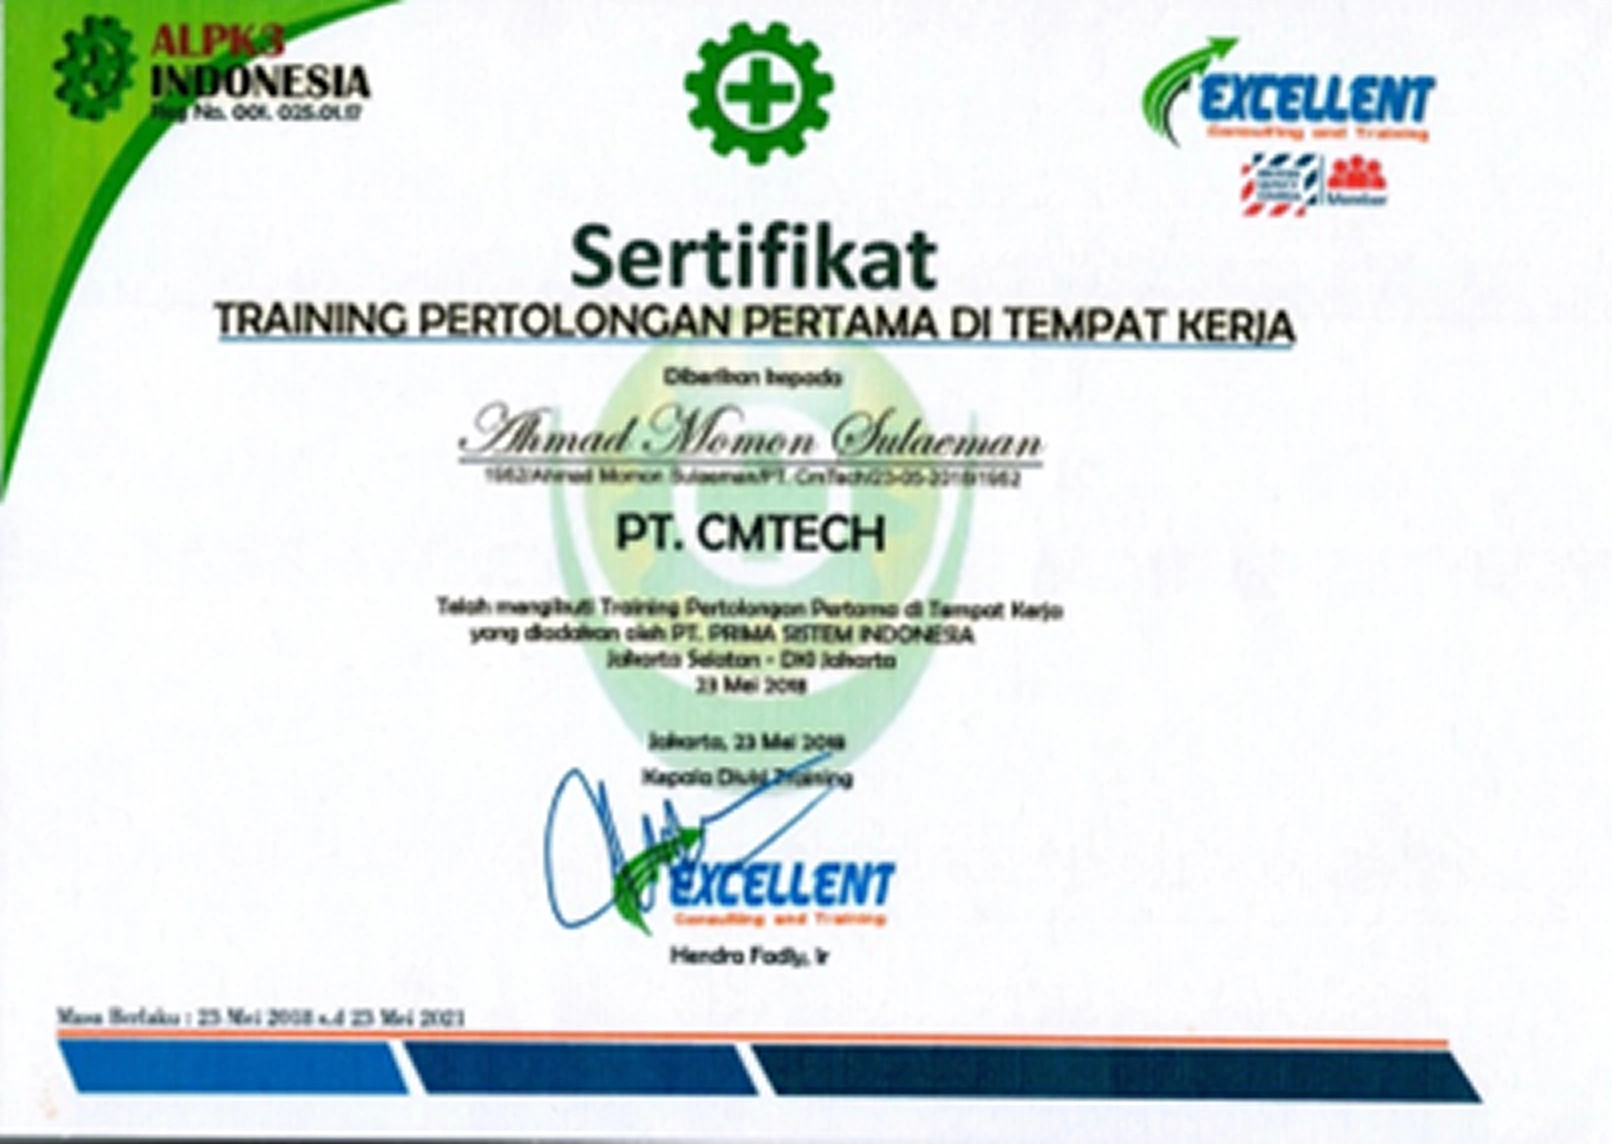 ALPK3
INDONESIA
Reg No. 001. 025.01.17
EXCELLENT
Consulting and Training
Member
Sertifikat
TRAINING PERTOLONGAN PERTAMA DI TEMPAT KERJA
Diberikan kepada
Ahmad Momon Sulaeman
1962/Ahmad Momon Sulaeman/PT. CmTech/23-05-2018/1962
PT. CMTECH
Telah mengikuti Training Pertolongan Pertama di Tempat Kerja
yang diadakan oleh PT. PRIMA SISTEM INDONESIA
Jakarta Selatan - DKI Jakarta
23 Mei 2018
Jakarta, 23 Mei 2018
Kepala Divisi Training
EXCELLENT
Consulting and Training
Hendra Fadly, Ir
Masa Berlaku : 23 Mei 2018 s.d 23 Mei 2021